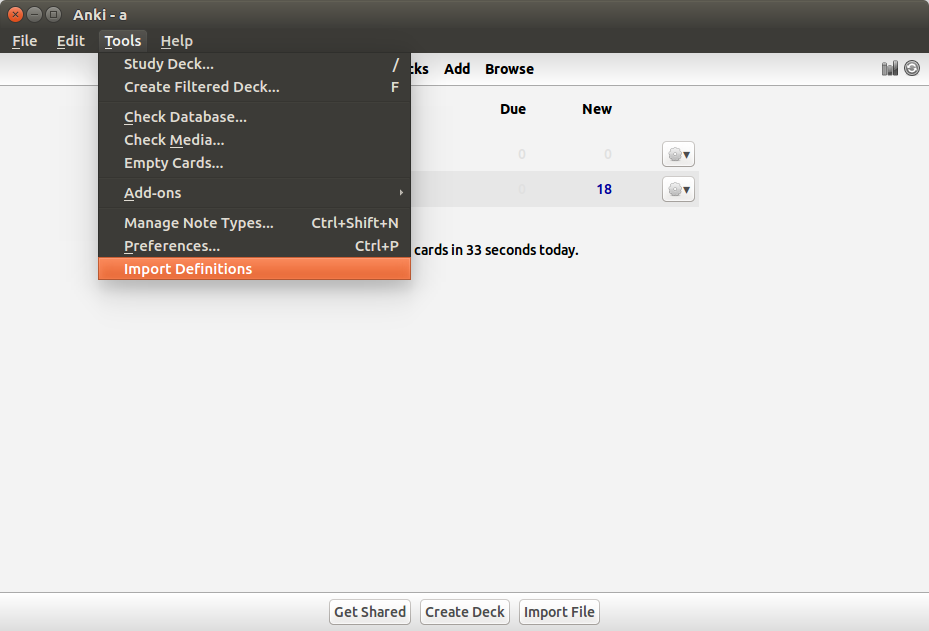 Anki - a
File Edit Tools Help
Study Deck... /
Create Filtered Deck... F
Check Database...
Check Media...
Empty Cards...
Add-ons
Manage Note Types... Ctrl+Shift+N
Preferences... Ctrl+P
Import Definitions
Add Browse
Due New
0 0
0 18
cards in 33 seconds today.
Get Shared Create Deck Import File